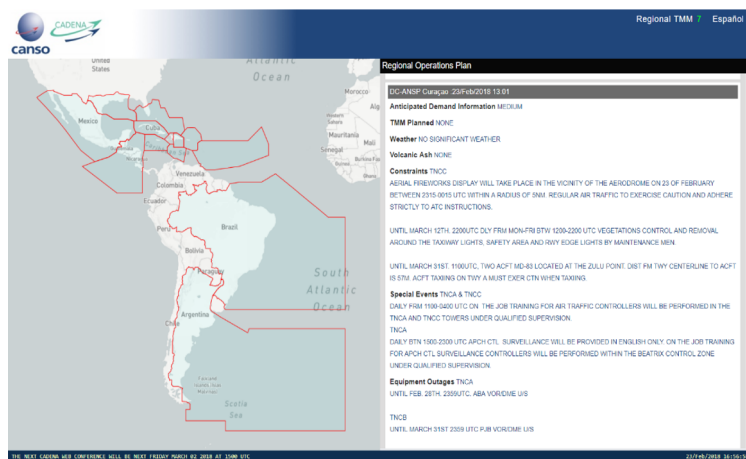 Regional TMM 7 Español
CADENA
canso
Regional Operations Plan
United
States
Atlantic
Ocean
Morocco
Mexico
Cuba
Mauritania
Mali
Senegal
Burkina Faso
Ghana
Nicaragua
Venezuela
Colombia
Ecuador
Peru
Brazil
Bolivia
Paraguay
South
Atlantic
Ocean
Argentina
Chile
Scotia
Sea
DC-ANSP Curaçao 23/Feb/2018 13:01
Anticipated Demand Information MEDIUM
TMM Planned NONE
Weather NO SIGNIFICANT WEATHER
Volcanic Ash NONE
Constraints TNCC
AERIAL FIREWORKS DISPLAY WILL TAKE PLACE IN THE VICINITY OF THE AERODROME ON 23 OF FEBRUARY
BETWEEN 2315-0015 UTC WITHIN A RADIUS OF 5NM. REGULAR AIR TRAFFIC TO EXERCISE CAUTION AND ADHERE
STRICTLY TO ATC INSTRUCTIONS.
UNTIL MARCH 12TH. 2200UTC DLY FRM MON-FRI BTW 1200-2200 UTC VEGETATIONS CONTROL AND REMOVAL
AROUND THE TAXIWAY LIGHTS, SAFETY AREA AND RWY EDGE LIGHTS BY MAINTENANCE MEN.
UNTIL MARCH 31ST. 1100UTC, TWO ACFT MD-83 LOCATED AT THE ZULU POINT. DIST FM TWY CENTERLINE TO ACFT
IS 57M. ACFT TAXIING ON TWY A MUST EXER CTN WHEN TAXIING.
Special Events TNCA & TNCC
DAILY FRM 1100-0400 UTC ON THE JOB TRAINING FOR AIR TRAFFIC CONTROLLERS WILL BE PERFORMED IN THE
TNCA AND TNCC TOWERS UNDER QUALIFIED SUPERVISION.
TNCA
DAILY BTN 1500-2300 UTC APCH CTL SURVEILLANCE WILL BE PROVIDED IN ENGLISH ONLY. ON THE JOB TRAINING
FOR APCH CTL SURVEILLANCE CONTROLLERS WILL BE PERFORMED WITHIN THE BEATRIX CONTROL ZONE
UNDER QUALIFIED SUPERVISION.
Equipment Outages TNCA
UNTIL FEB. 28TH. 2359UTC. ABA VOR/DME U/S
TNCB
UNTIL MARCH 31ST 2359 UTC PJB VOR/DME U/S
THE NEXT CADENA WEB CONFERENCE WILL BE NEXT FRIDAY MARCH 02 2018 AT 1500 UTC
23/Feb/2018 16:56:5